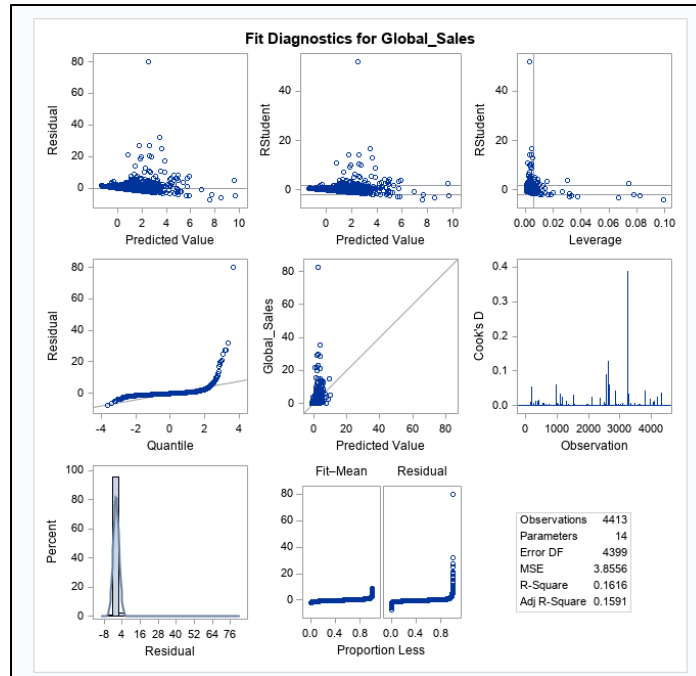 Fit Diagnostics for Global_Sales
80
60
40
20
0
Residual
0 2 4 6 8 10
Predicted Value
40
20
0
RStudent
0 2 4 6 8 10
Predicted Value
40
20
0
RStudent
0.00 0.02 0.04 0.06 0.08 0.10
Leverage
80
60
40
20
0
Residual
-4 -2 0 2 4
Quantile
80
60
40
20
0
Global_Sales
0 20 40 60 80
Predicted Value
0.4
0.3
0.2
0.1
0.0
Cook's D
0 1000 2000 3000 4000
Observation
100
80
60
40
20
0
Percent
-8 4 16 28 40 52 64 76
Residual
Fit–Mean Residual
80
60
40
20
0
0.0 0.4 0.8 0.0 0.4 0.8
Proportion Less
Observations 4413
Parameters 14
Error DF 4399
MSE 3.8556
R-Square 0.1616
Adj R-Square 0.1591